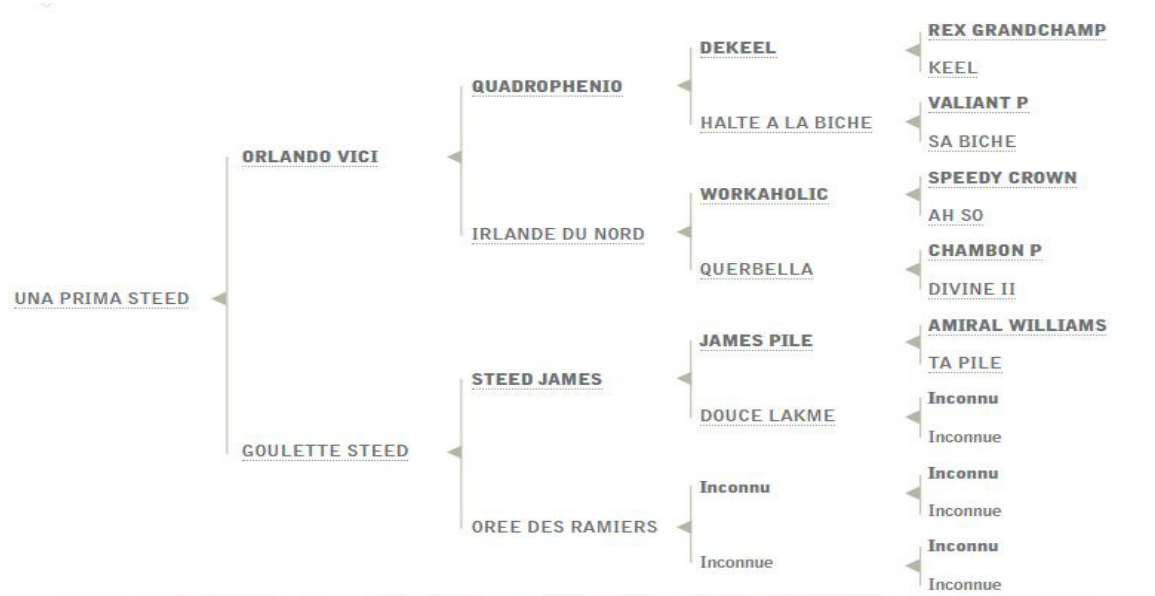 UNA PRIMA STEED
ORLANDO VICI
GOULETTE STEED
QUADROPHENIO
IRLANDE DU NORD
STEED JAMES
OREE DES RAMIERS
DEKEEL
HALTE A LA BICHE
WORKAHOLIC
QUERBELLA
JAMES PILE
DOUCE LAKME
Inconnu
Inconnue
REX GRANDCHAMP
KEEL
VALIANT P
SA BICHE
SPEEDY CROWN
AH SO
CHAMBON P
DIVINE II
AMIRAL WILLIAMS
TA PILE
Inconnu
Inconnue
Inconnu
Inconnue
Inconnu
Inconnue